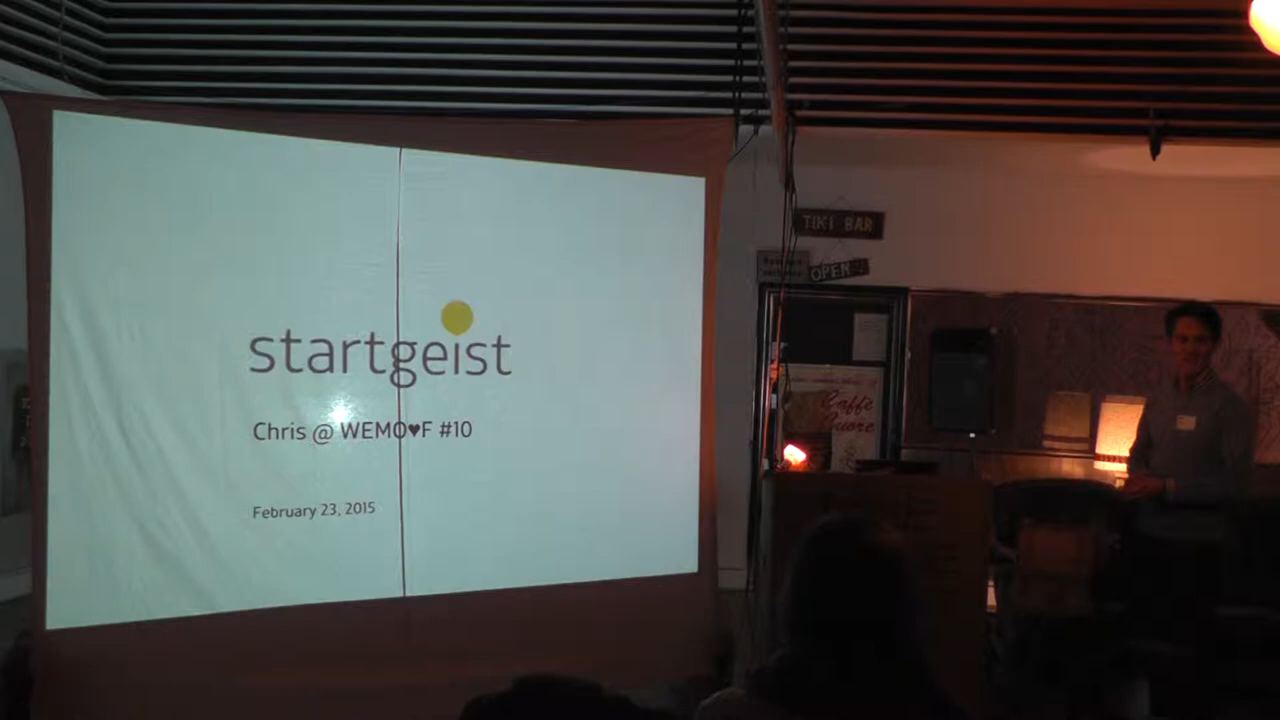 startgeist
Chris @ WEMO♥F #10
February 23, 2015
TIKI BAR
OPEN
Caffè
Cuore